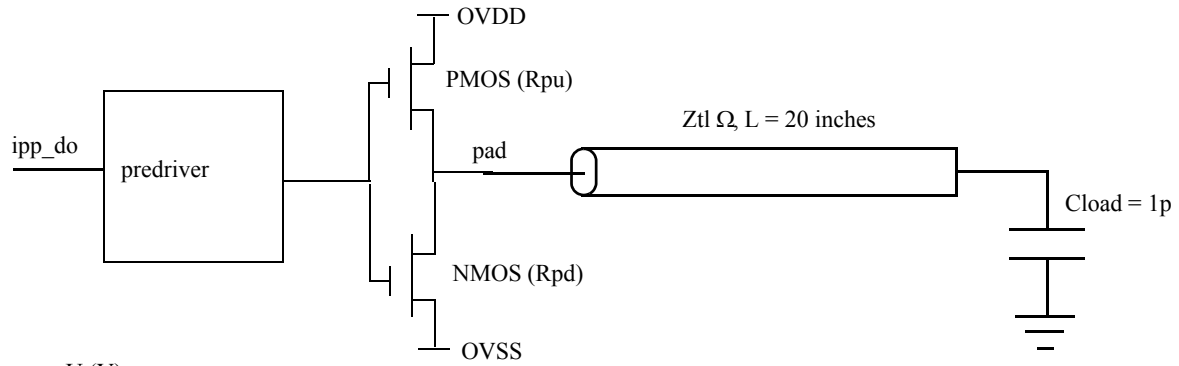 OVDD
PMOS (Rpu)
Ztl Ω, L = 20 inches
ipp_do
predriver
pad
Cload = 1p
NMOS (Rpd)
OVSS